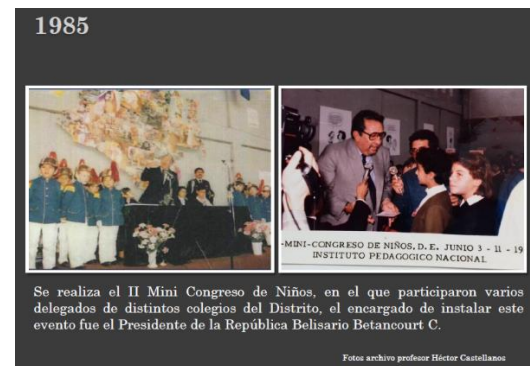 1985
-MINI-CONGRESO DE NIÑOS, D. E. JUNIO 3 - 11 - 19
INSTITUTO PEDAGOGICO NACIONAL
Se realiza el II Mini Congreso de Niños, en el que participaron varios
delegados de distintos colegios del Distrito, el encargado de instalar este
evento fue el Presidente de la República Belisario Betancourt C.
Fotos archivo profesor Héctor Castellanos